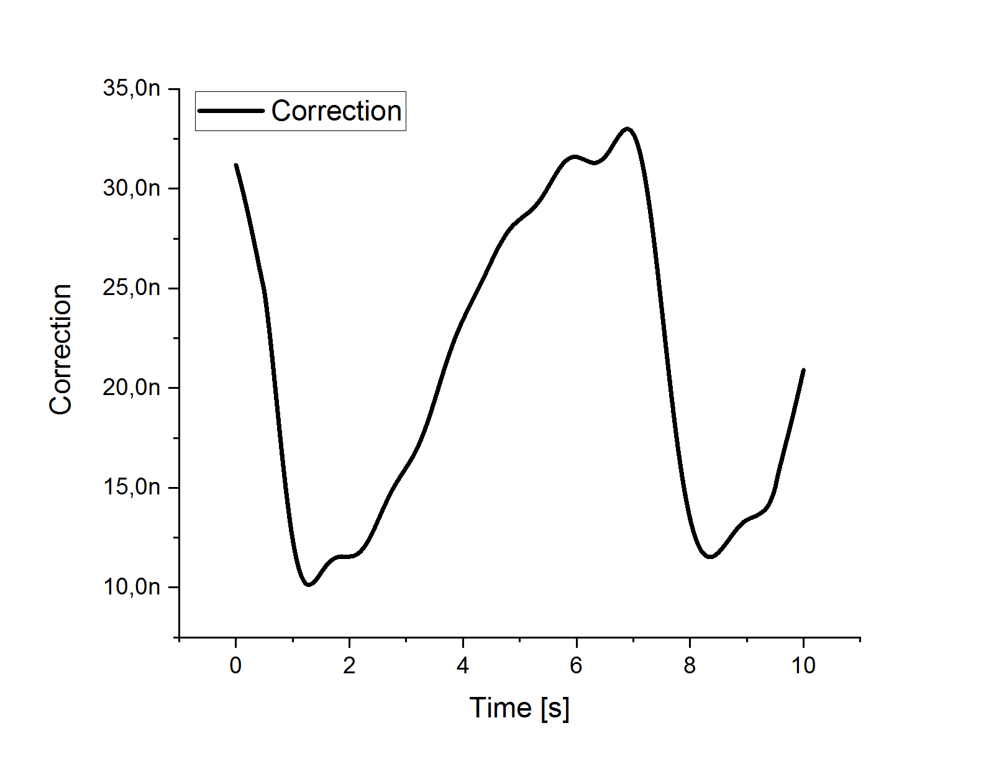 35,0n
Correction
30,0n
25,0n
20,0n
15,0n
10,0n
Correction
0 2 4 6 8 10
Time [s]